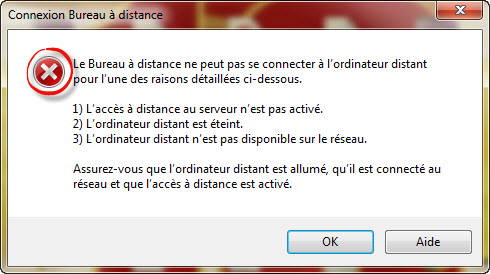 Connexion Bureau à distance
Le Bureau à distance ne peut pas se connecter à l'ordinateur distant
pour l'une des raisons détaillées ci-dessous.
1) L'accès à distance au serveur n'est pas activé.
2) L'ordinateur distant est éteint.
3) L'ordinateur distant n'est pas disponible sur le réseau.
Assurez-vous que l'ordinateur distant est allumé, qu'il est connecté au
réseau et que l'accès à distance est activé.
OK
Aide